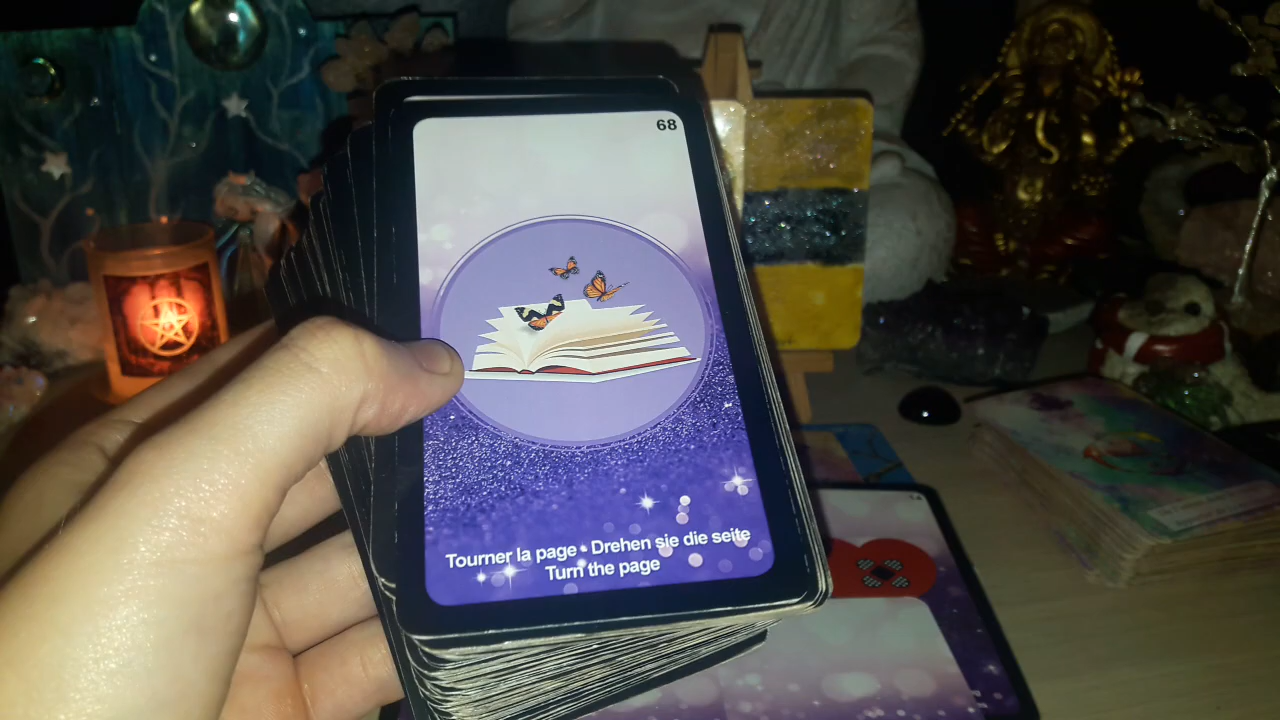 68
Tourner la page • Drehen sie die seite
Turn the page